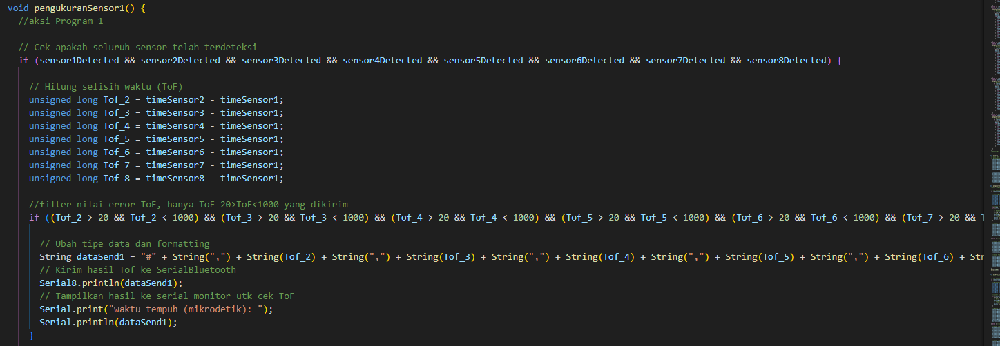 void pengukuranSensor1() {
//aksi Program 1
// Cek apakah seluruh sensor telah terdeteksi
if (sensor1Detected && sensor2Detected && sensor3Detected && sensor4Detected && sensor5Detected && sensor6Detected && sensor7Detected && sensor8Detected) {
// Hitung selisih waktu (ToF)
unsigned long Tof_2 = timeSensor2 - timeSensor1;
unsigned long Tof_3 = timeSensor3 - timeSensor1;
unsigned long Tof_4 = timeSensor4 - timeSensor1;
unsigned long Tof_5 = timeSensor5 - timeSensor1;
unsigned long Tof_6 = timeSensor6 - timeSensor1;
unsigned long Tof_7 = timeSensor7 - timeSensor1;
unsigned long Tof_8 = timeSensor8 - timeSensor1;
//filter nilai error ToF, hanya ToF 20>ToF<1000 yang dikirim
if ((Tof_2 > 20 && Tof_2 < 1000) && (Tof_3 > 20 && Tof_3 < 1000) && (Tof_4 > 20 && Tof_4 < 1000) && (Tof_5 > 20 && Tof_5 < 1000) && (Tof_6 > 20 && Tof_6 < 1000) && (Tof_7 > 20 &&
// Ubah tipe data dan formatting
String dataSend1 = "#" + String(",") + String(Tof_2) + String(",") + String(Tof_3) + String(",") + String(Tof_4) + String(",") + String(Tof_5) + String(",") + String(Tof_6) +
// Kirim hasil Tof ke SerialBluetooth
Serial8.println(dataSend1);
// Tampilkan hasil ke serial monitor utk cek ToF
Serial.print("waktu tempuh (mikrodetik): ");
Serial.println(dataSend1);
}